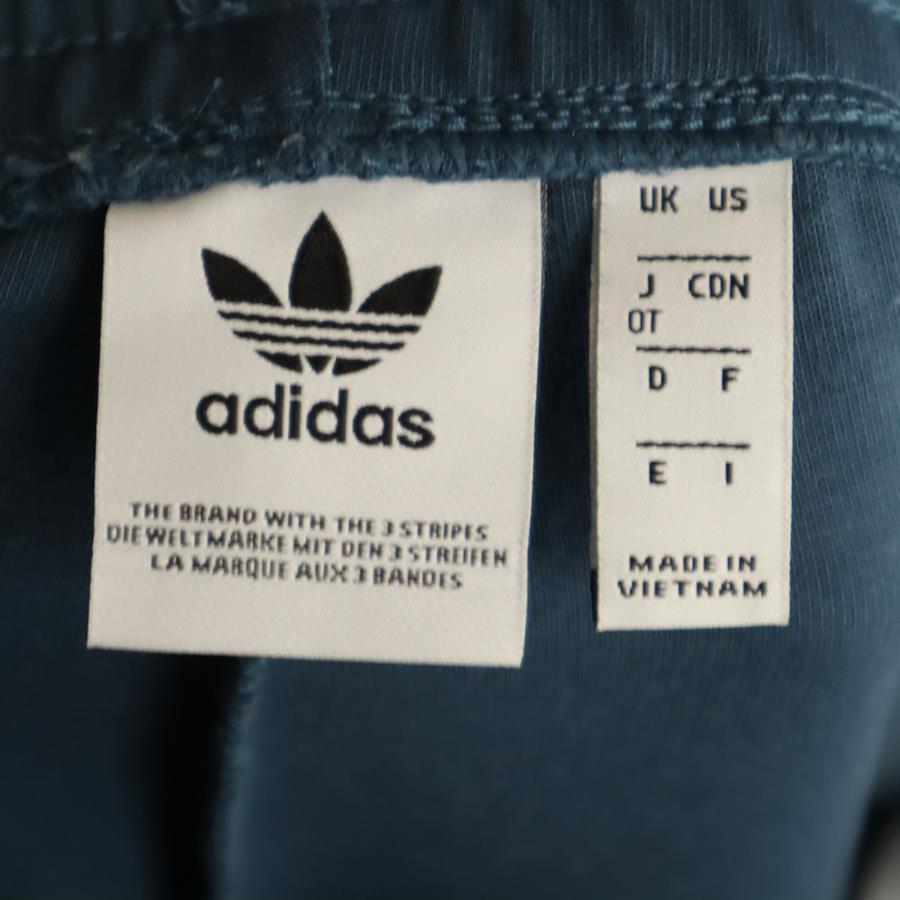 adidas
THE BRAND WITH THE 3 STRIPES
DIE WELTMARKE MIT DEN 3 STREIFEN
LA MARQUE AUX 3 BANDES
UK US
J CDN
OT
D F
E I
MADE IN
VIETNAM